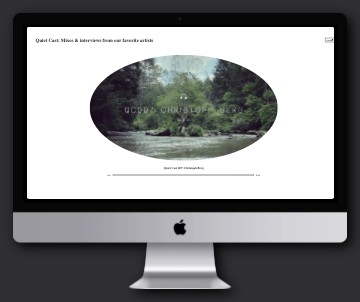 Quiet Cast: Mixes & interviews from our favorite artists
QC007 CHRISTOPH BERG
Quiet Cast 007: Christoph Berg